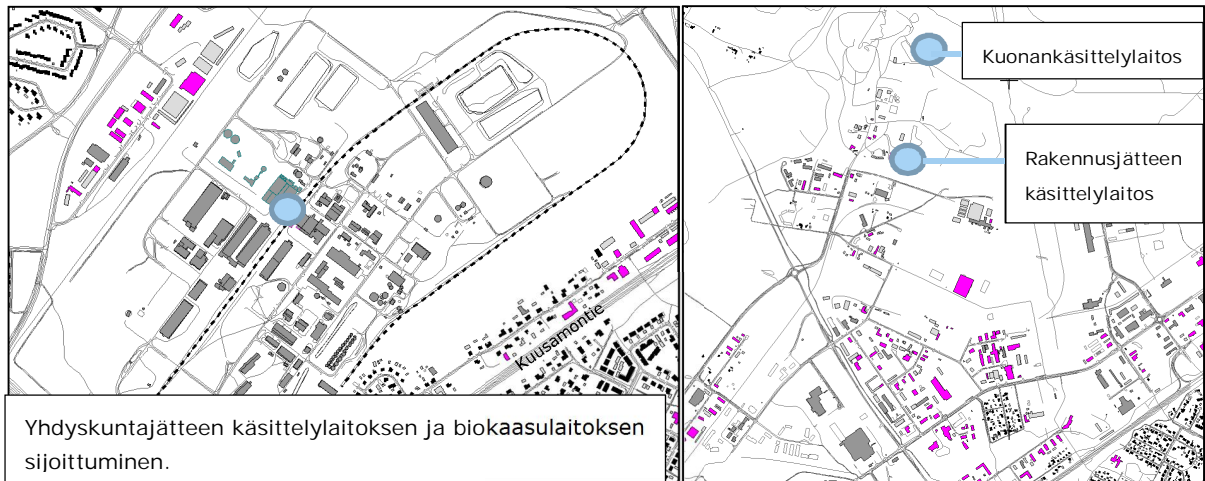 Kuusamontie
Yhdyskuntajätteen käsittelylaitoksen ja biokaasulaitoksen
sijoittuminen.
Kuonankäsittelylaitos
Rakennusjätteen
käsittelylaitos